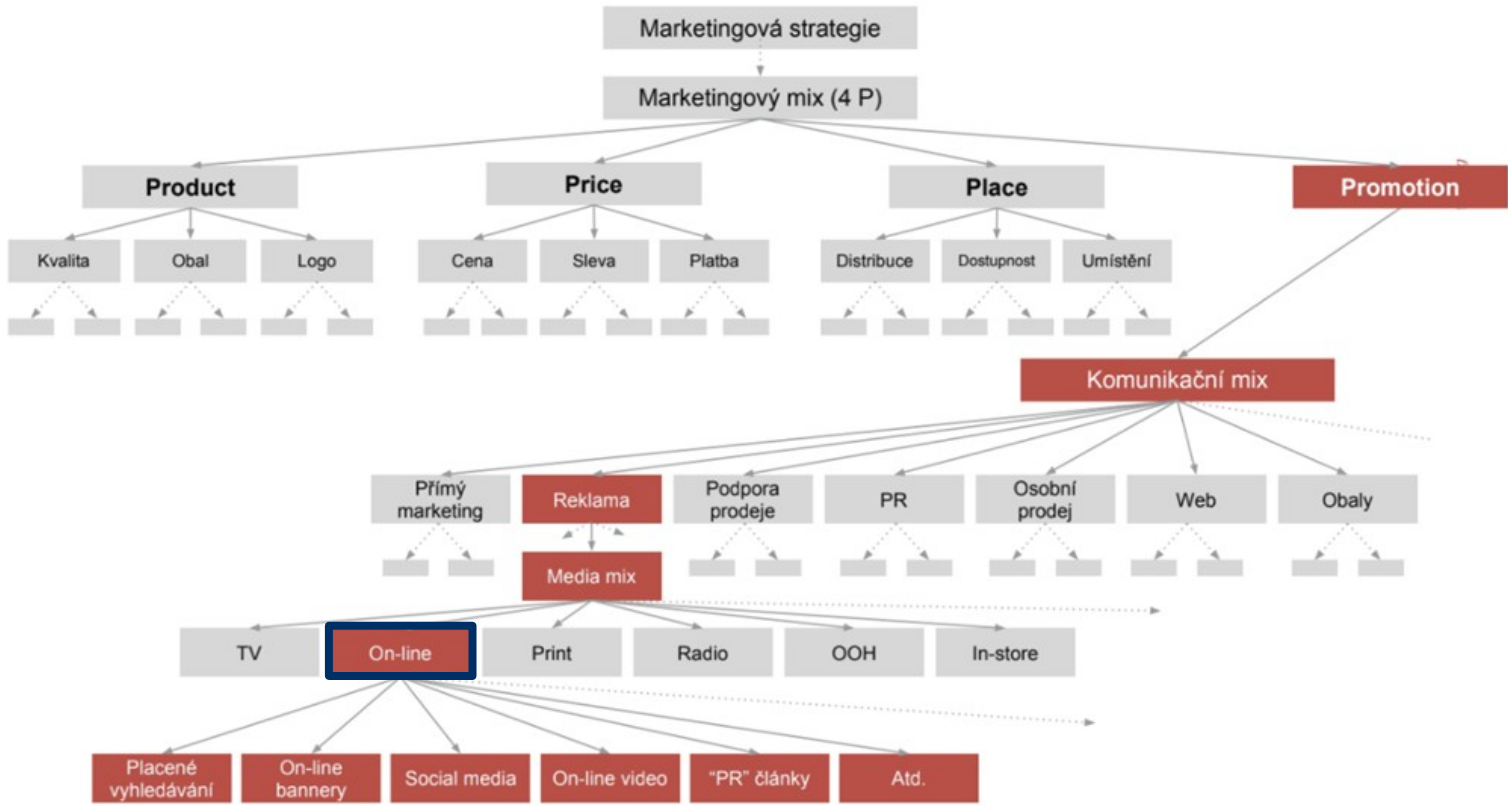 Marketingová strategie
Marketingový mix (4 P)
Product
Price
Place
Promotion
Kvalita
Obal
Logo
Cena
Sleva
Platba
Distribuce
Dostupnost
Umístění
Komunikační mix
Přímý
marketing
Reklama
Podpora
prodeje
PR
Osobní
prodej
Web
Obaly
Media mix
TV
On-line
Print
Radio
OOH
In-store
Placené
vyhledávání
On-line
bannery
Social media
On-line video
“PR” články
Atd.